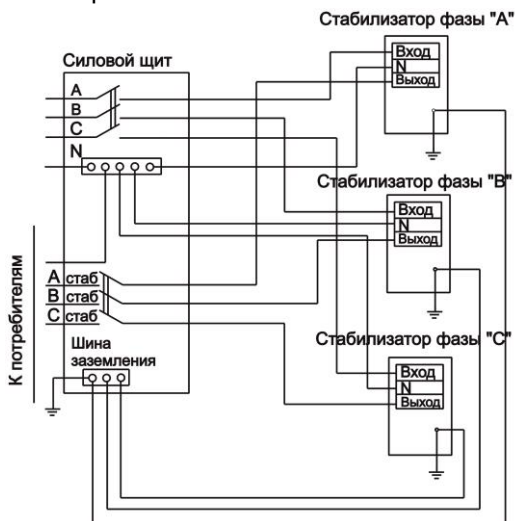 Стабилизатор фазы "А"
Вход
N
Выход
Силовой щит
А
В
С
N
Стабилизатор фазы "В"
Вход
N
Выход
К потребителям
А стаб
В стаб
С стаб
Шина
заземления
Стабилизатор фазы "С"
Вход
N
Выход